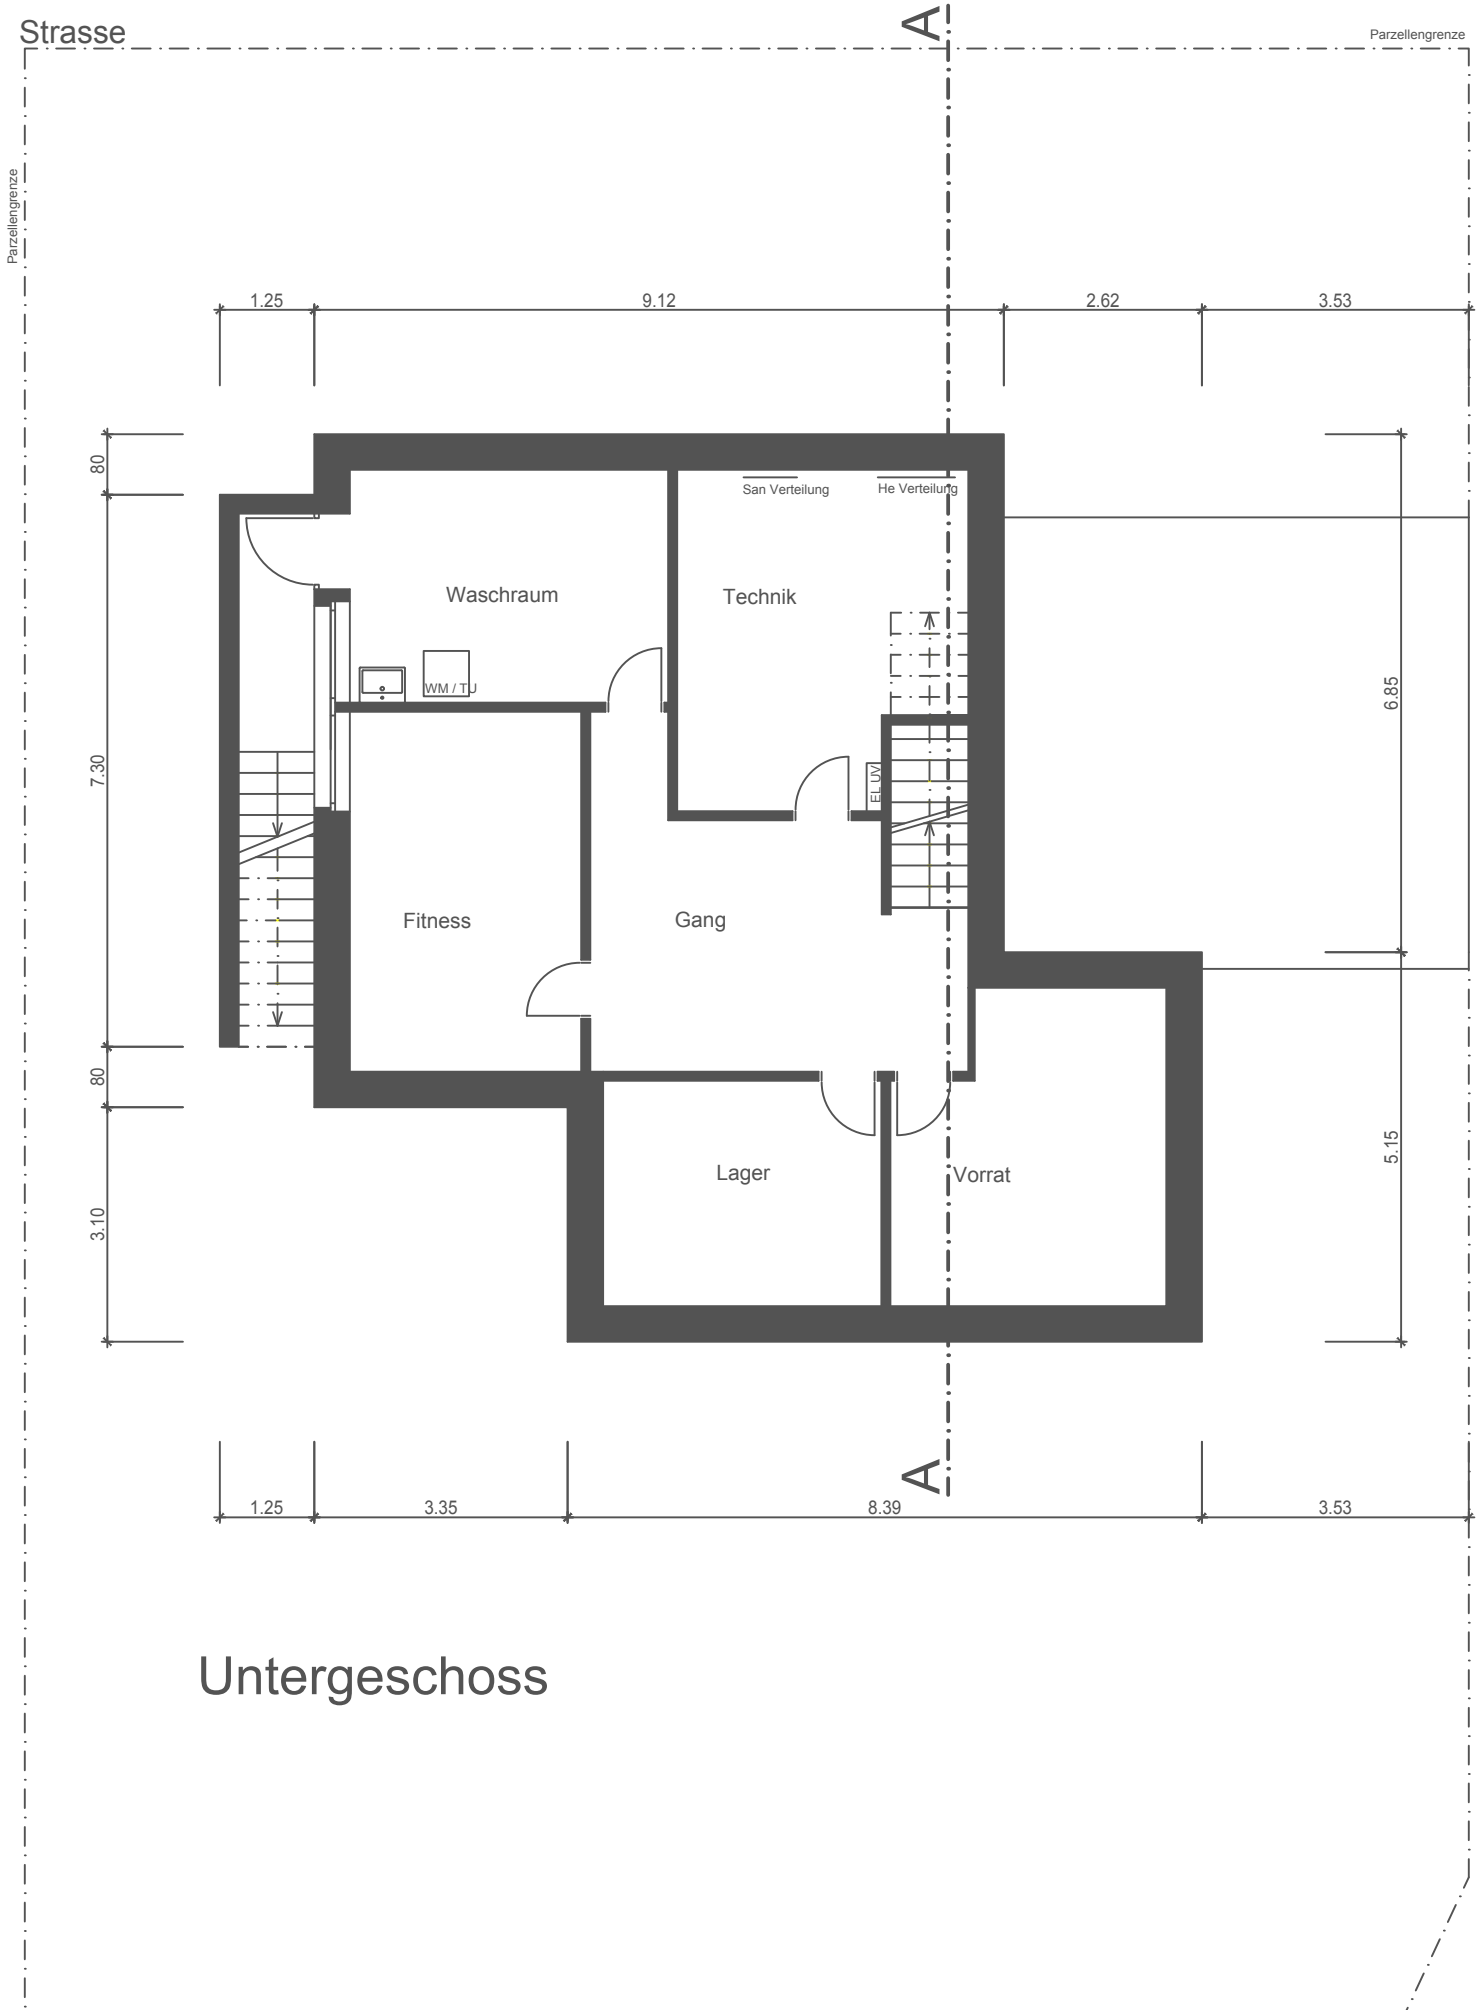 Strasse
A
Parzellengrenze
Parzellengrenze
1.25
9.12
2.62
3.53
80
San Verteilung
He Verteilung
Waschraum
Technik
WM / TU
6.85
7.30
EL UV
Fitness
Gang
80
5.15
Lager
Vorrat
3.10
A
1.25
3.35
8.39
3.53
Untergeschoss